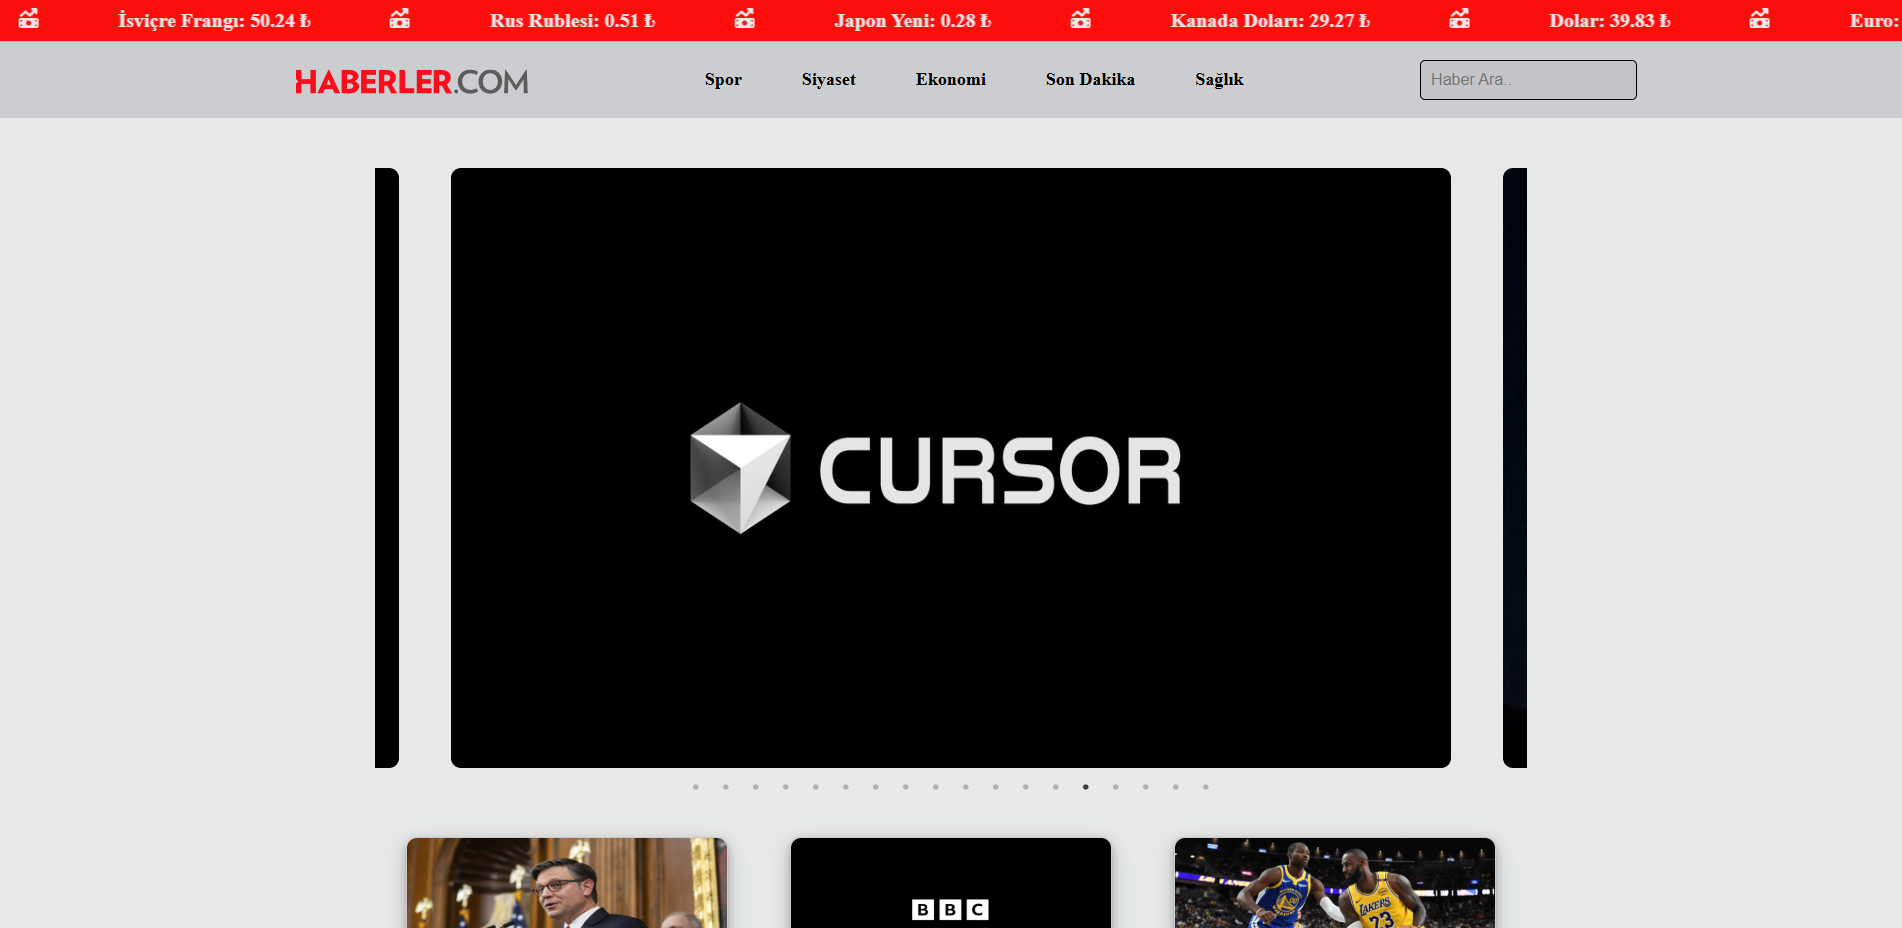 İsviçre Frangı: 50.24 ₺ Rus Rublesi: 0.51 ₺ Japon Yeni: 0.28 ₺ Kanada Doları: 29.27 ₺ Dolar: 39.83 ₺ Euro:
HABERLER.COM Spor Siyaset Ekonomi Son Dakika Sağlık Haber Ara..
CURSOR
BBC
LAKERS
23